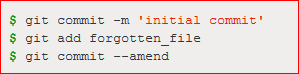 $ git commit -m 'initial commit'
$ git add forgotten_file
$ git commit --amend